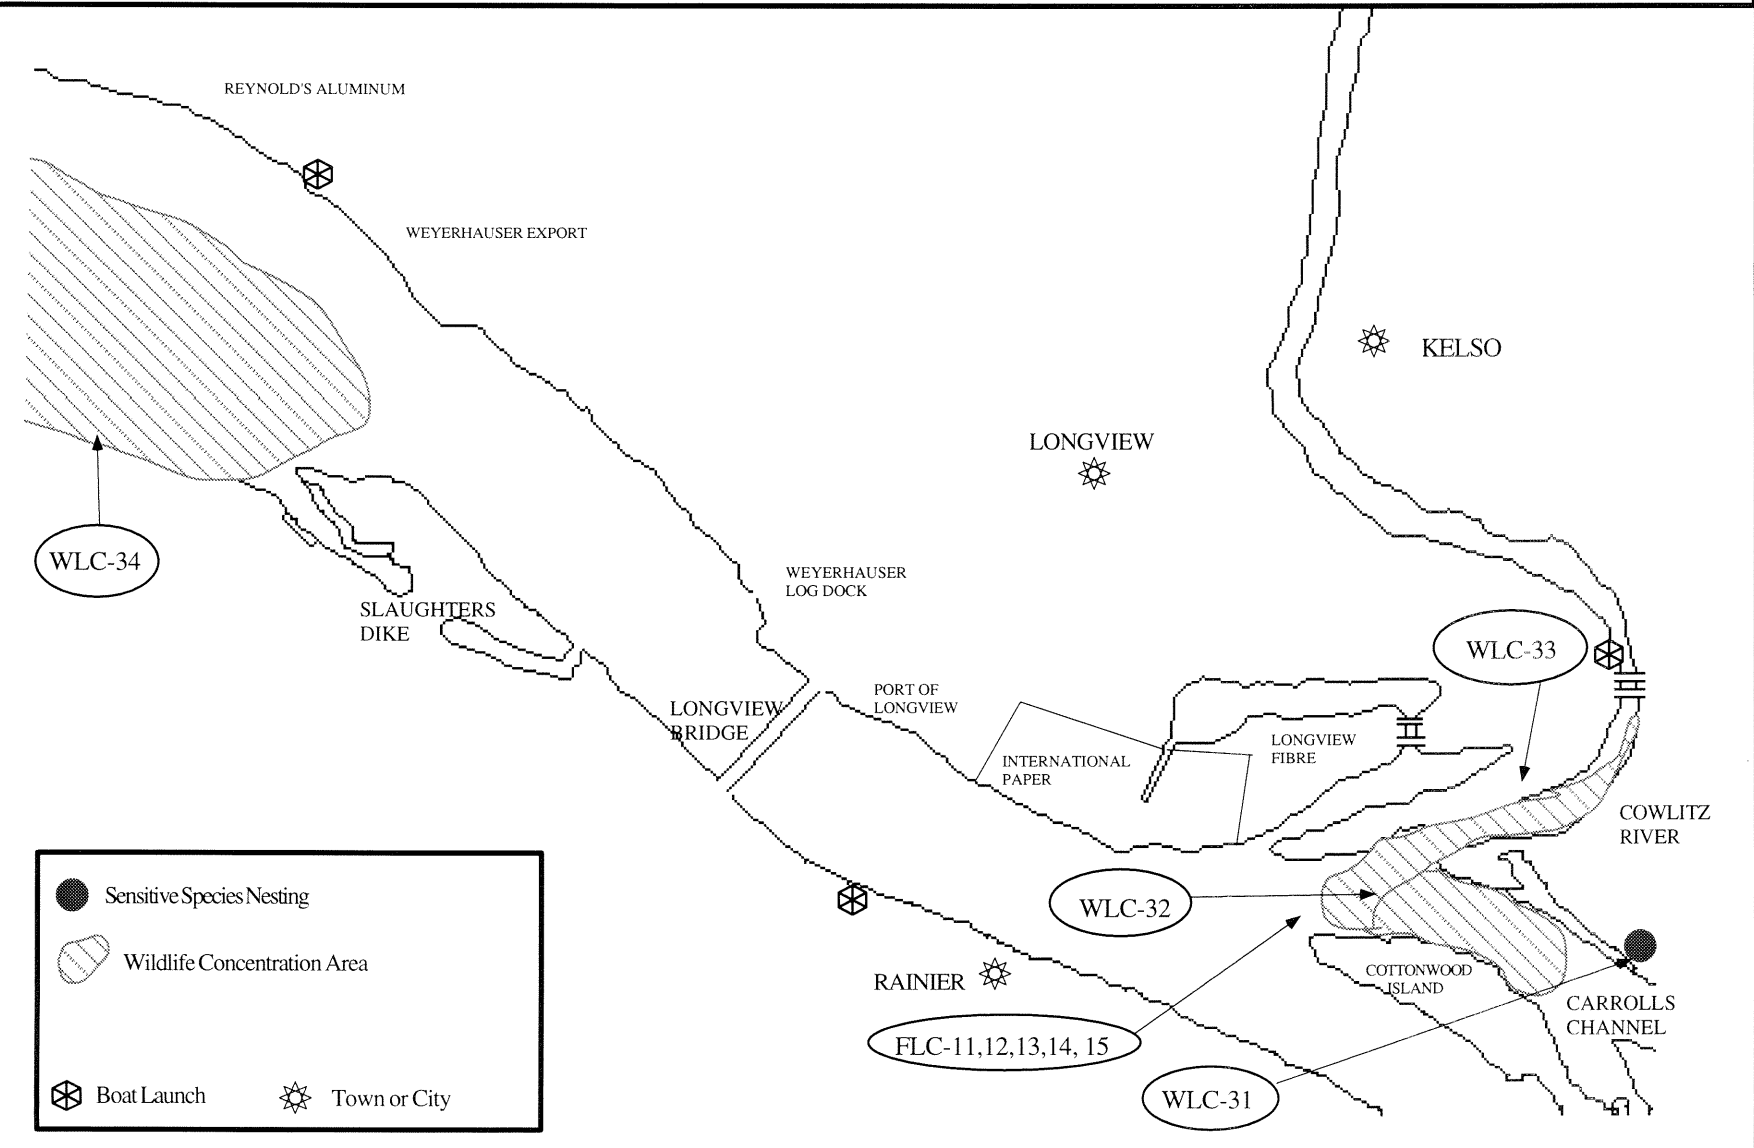 REYNOLD'S ALUMINUM
WEYERHAUSER EXPORT
KELSO
LONGVIEW
WLC-34
WEYERHAUSER
LOG DOCK
SLAUGHTERS
DIKE
WLC-33
PORT OF
LONGVIEW
LONGVIEW
BRIDGE
LONGVIEW
FIBRE
INTERNATIONAL
PAPER
COWLITZ
RIVER
WLC-32
COTTONWOOD
ISLAND
RAINIER
CARROLLS
CHANNEL
FLC-11,12,13,14, 15
WLC-31
Sensitive Species Nesting
Wildlife Concentration Area
Boat Launch
Town or City